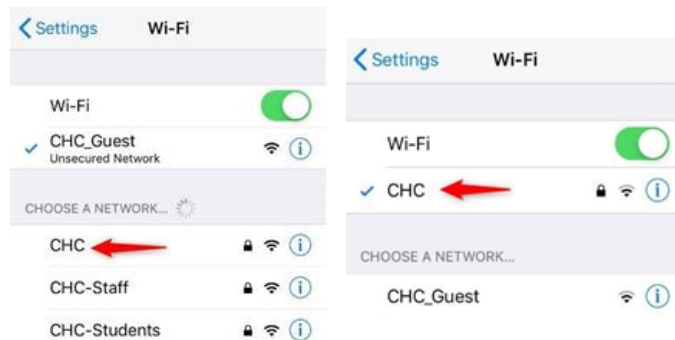 Settings Wi-Fi
Wi-Fi
CHC_Guest
Unsecured Network
CHOOSE A NETWORK...
CHC
CHC-Staff
CHC-Students
Settings Wi-Fi
Wi-Fi
CHC
CHOOSE A NETWORK...
CHC_Guest